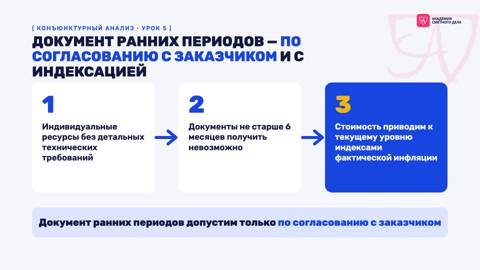 [ КОНЪЮНКТУРНЫЙ АНАЛИЗ · УРОК 5 ]
АКАДЕМИЯ
СМЕТНОГО ДЕЛА
ДОКУМЕНТ РАННИХ ПЕРИОДОВ — ПО
СОГЛАСОВАНИЮ С ЗАКАЗЧИКОМ И С
ИНДЕКСАЦИЕЙ
1
Индивидуальные
ресурсы без детальных
технических
требований
2
Документы не старше 6
месяцев получить
невозможно
3
Стоимость приводим к
текущему уровню
индексами
фактической инфляции
Документ ранних периодов допустим только по согласованию с заказчиком